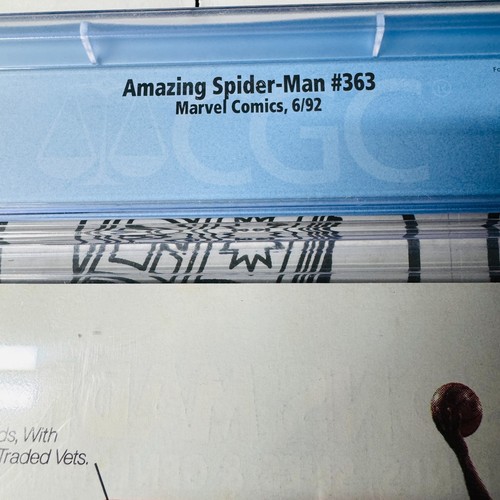 Amazing Spider-Man #363
Marvel Comics, 6/92
CGC®
ds, With
Traded Vets.